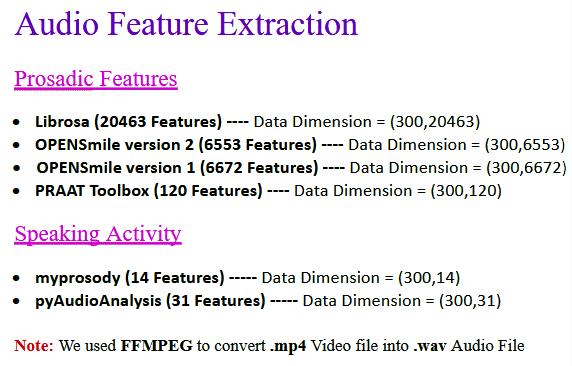 Audio Feature Extraction
Prosadic Features
• Librosa (20463 Features) ---- Data Dimension = (300,20463)
• OPENSmile version 2 (6553 Features) ---- Data Dimension = (300,6553)
• OPENSmile version 1 (6672 Features) ---- Data Dimension = (300,6672)
• PRAAT Toolbox (120 Features) ---- Data Dimension = (300,120)
Speaking Activity
• myprosody (14 Features) ----- Data Dimension = (300,14)
• pyAudioAnalysis (31 Features) ----- Data Dimension = (300,31)
Note: We used FFMPEG to convert .mp4 Video file into .wav Audio File